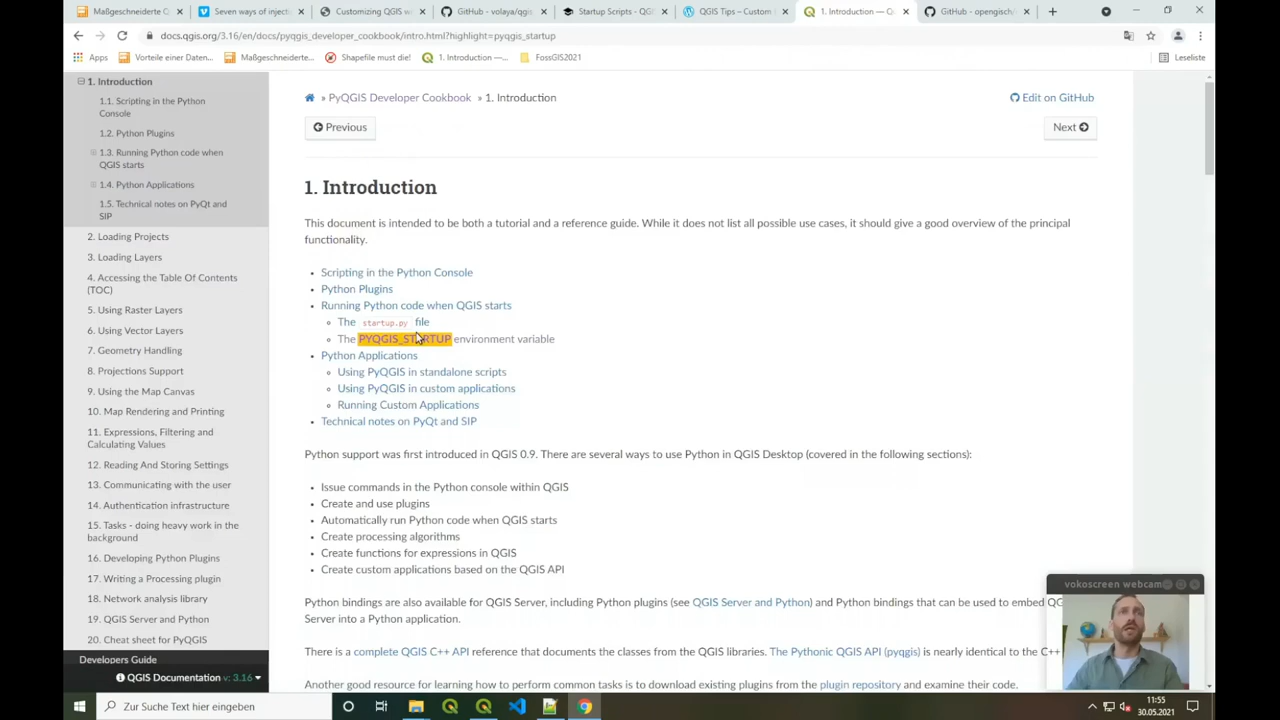 Maßgeschneiderte Q
Seven ways of inject
Customizing QGIS w
GitHub - volaya/qgis
Startup Scripts - QG
QGIS Tips – Custom
1. Introduction — Q
GitHub - opengisch/
docs.qgis.org/3.16/en/docs/pyqgis_developer_cookbook/intro.html?highlight=pyqgis_startup
Apps
Vorteile einer Daten...
Maßgeschneiderte...
Shapefile must die!
1. Introduction —...
FossGIS2021
Leseliste
1. Introduction
1.1. Scripting in the Python
Console
1.2. Python Plugins
1.3. Running Python code when
QGIS starts
1.4. Python Applications
1.5. Technical notes on PyQt and
SIP
2. Loading Projects
3. Loading Layers
4. Accessing the Table Of Contents
(TOC)
5. Using Raster Layers
6. Using Vector Layers
7. Geometry Handling
8. Projections Support
9. Using the Map Canvas
10. Map Rendering and Printing
11. Expressions, Filtering and
Calculating Values
12. Reading And Storing Settings
13. Communicating with the user
14. Authentication infrastructure
15. Tasks - doing heavy work in the
background
16. Developing Python Plugins
17. Writing a Processing plugin
18. Network analysis library
19. QGIS Server and Python
20. Cheat sheet for PyQGIS
Developers Guide
QGIS Documentation v: 3.16
» PyQGIS Developer Cookbook » 1. Introduction
Edit on GitHub
Previous
Next
1. Introduction
This document is intended to be both a tutorial and a reference guide. While it does not list all possible use cases, it should give a good overview of the principal
functionality.
Scripting in the Python Console
Python Plugins
Running Python code when QGIS starts
The startup.py file
The PYQGIS_STARTUP environment variable
Python Applications
Using PyQGIS in standalone scripts
Using PyQGIS in custom applications
Running Custom Applications
Technical notes on PyQt and SIP
Python support was first introduced in QGIS 0.9. There are several ways to use Python in QGIS Desktop (covered in the following sections):
Issue commands in the Python console within QGIS
Create and use plugins
Automatically run Python code when QGIS starts
Create processing algorithms
Create functions for expressions in QGIS
Create custom applications based on the QGIS API
Python bindings are also available for QGIS Server, including Python plugins (see QGIS Server and Python) and Python bindings that can be used to embed QG
Server into a Python application.
There is a complete QGIS C++ API reference that documents the classes from the QGIS libraries. The Pythonic QGIS API (pyqgis) is nearly identical to the C++
Another good resource for learning how to perform common tasks is to download existing plugins from the plugin repository and examine their code.
vokoscreen webcam
Zur Suche Text hier eingeben
11:55
30.05.2021